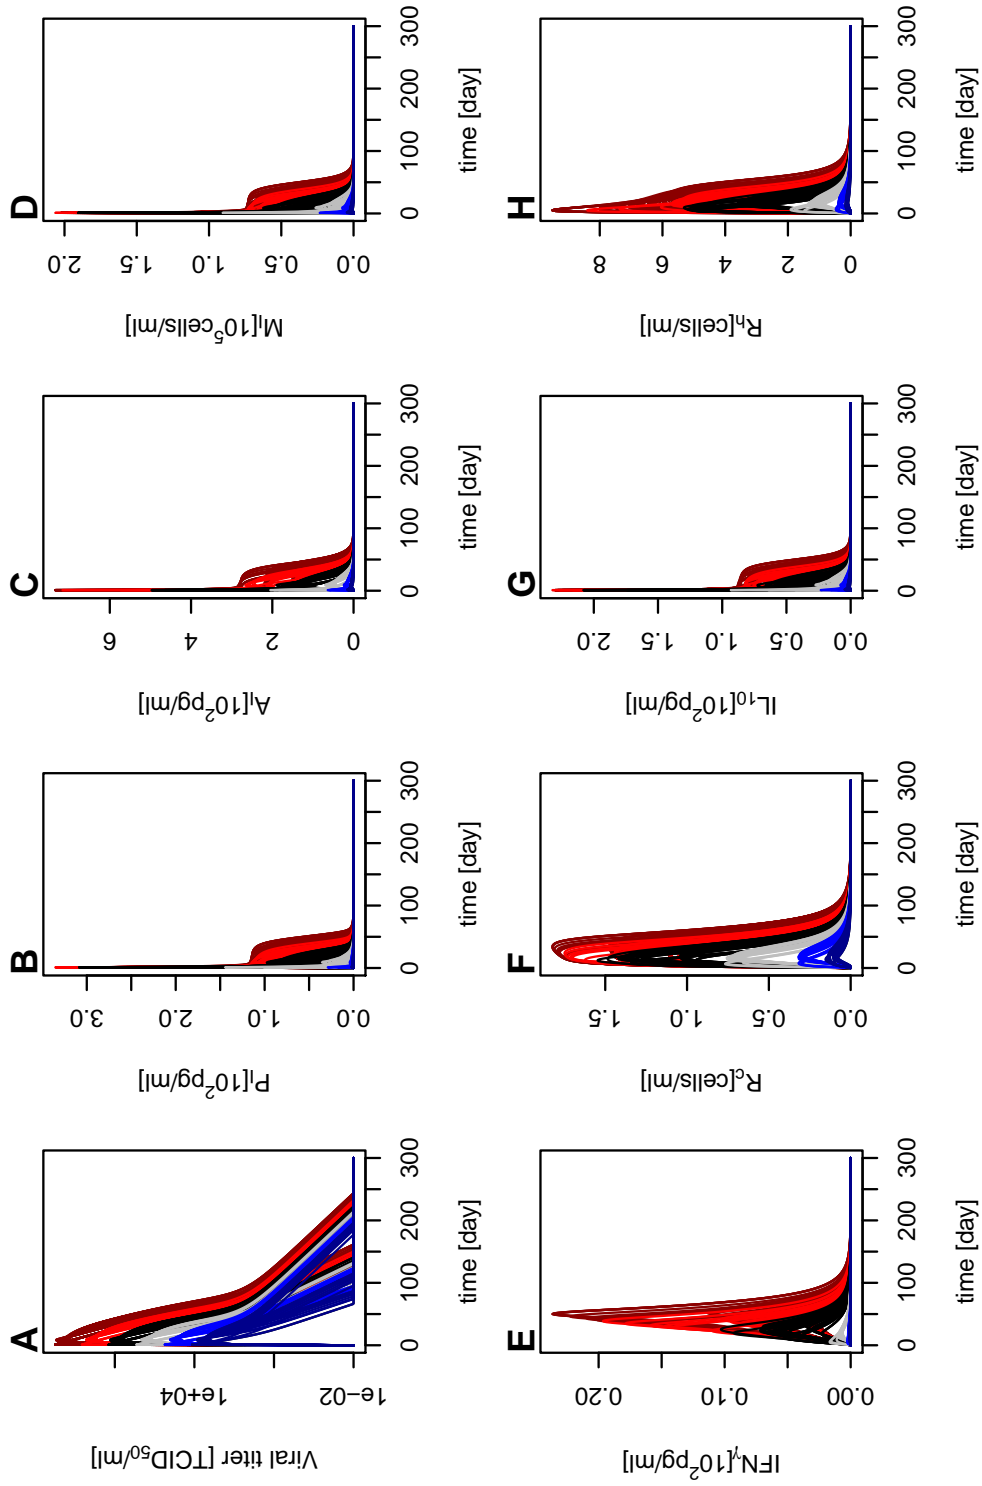 A
Viral titer [TCID50/ml]
1e+04
1e−02
0 100 200 300
time [day]
B
PI[10²pg/ml]
3.0
2.0
1.0
0.0
0 100 200 300
time [day]
C
AI[10²pg/ml]
6
4
2
0
0 100 200 300
time [day]
D
MI[10⁵cells/ml]
2.0
1.5
1.0
0.5
0.0
0 100 200 300
time [day]
E
IFNγ[10²pg/ml]
0.20
0.10
0.00
0 100 200 300
time [day]
F
Rc[cells/ml]
1.5
1.0
0.5
0.0
0 100 200 300
time [day]
G
IL10[10²pg/ml]
2.0
1.5
1.0
0.5
0.0
0 100 200 300
time [day]
H
Rh[cells/ml]
8
6
4
2
0
0 100 200 300
time [day]